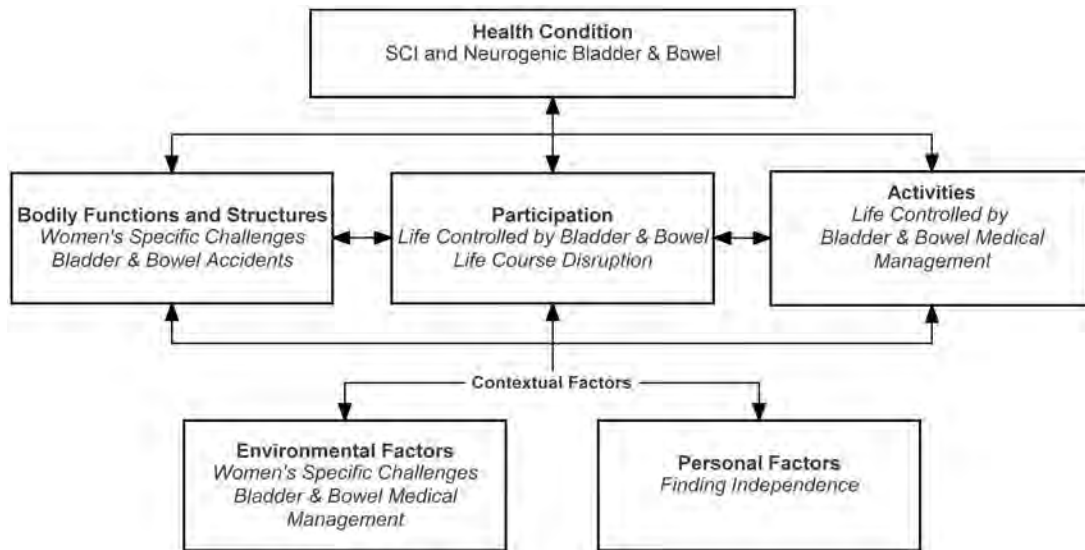 Health Condition
SCI and Neurogenic Bladder & Bowel
Bodily Functions and Structures
Women's Specific Challenges
Bladder & Bowel Accidents
Participation
Life Controlled by Bladder & Bowel
Life Course Disruption
Activities
Life Controlled by
Bladder & Bowel Medical
Management
Contextual Factors
Environmental Factors
Women's Specific Challenges
Bladder & Bowel Medical
Management
Personal Factors
Finding Independence